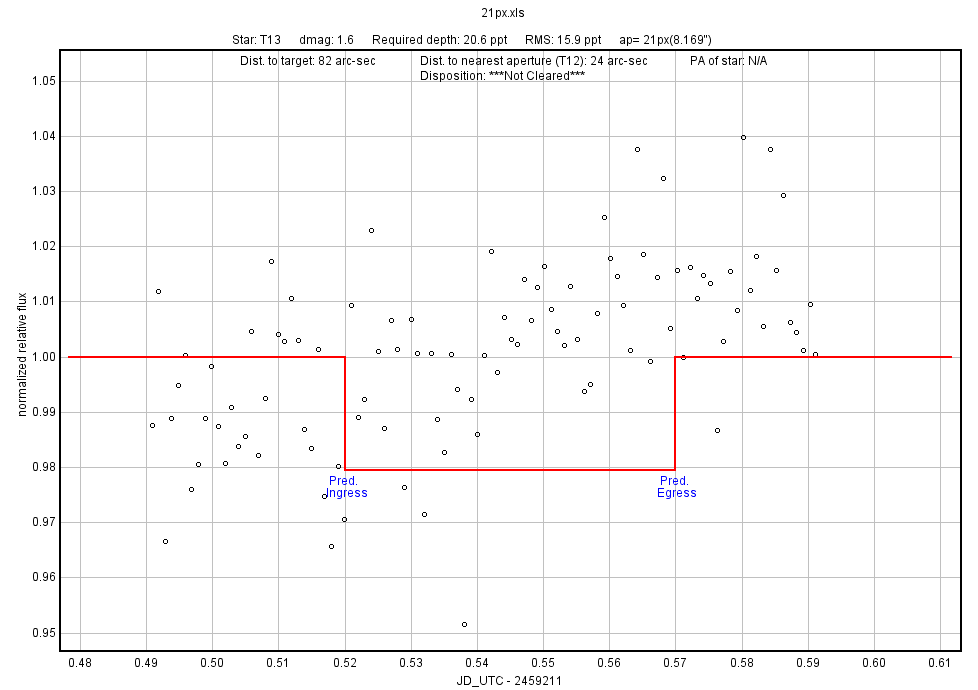 21px.xls
Star: T13 dmag: 1.6 Required depth: 20.6 ppt RMS: 15.9 ppt ap= 21px(8.169")
Dist. to target: 82 arc-sec Dist. to nearest aperture (T12): 24 arc-sec PA of star: N/A
Disposition: ***Not Cleared***
1.05
1.04
1.03
1.02
1.01
1.00
0.99
0.98
0.97
0.96
0.95
normalized relative flux
Pred.
Ingress
Pred.
Egress
0.48 0.49 0.50 0.51 0.52 0.53 0.54 0.55 0.56 0.57 0.58 0.59 0.60 0.61
JD_UTC - 2459211